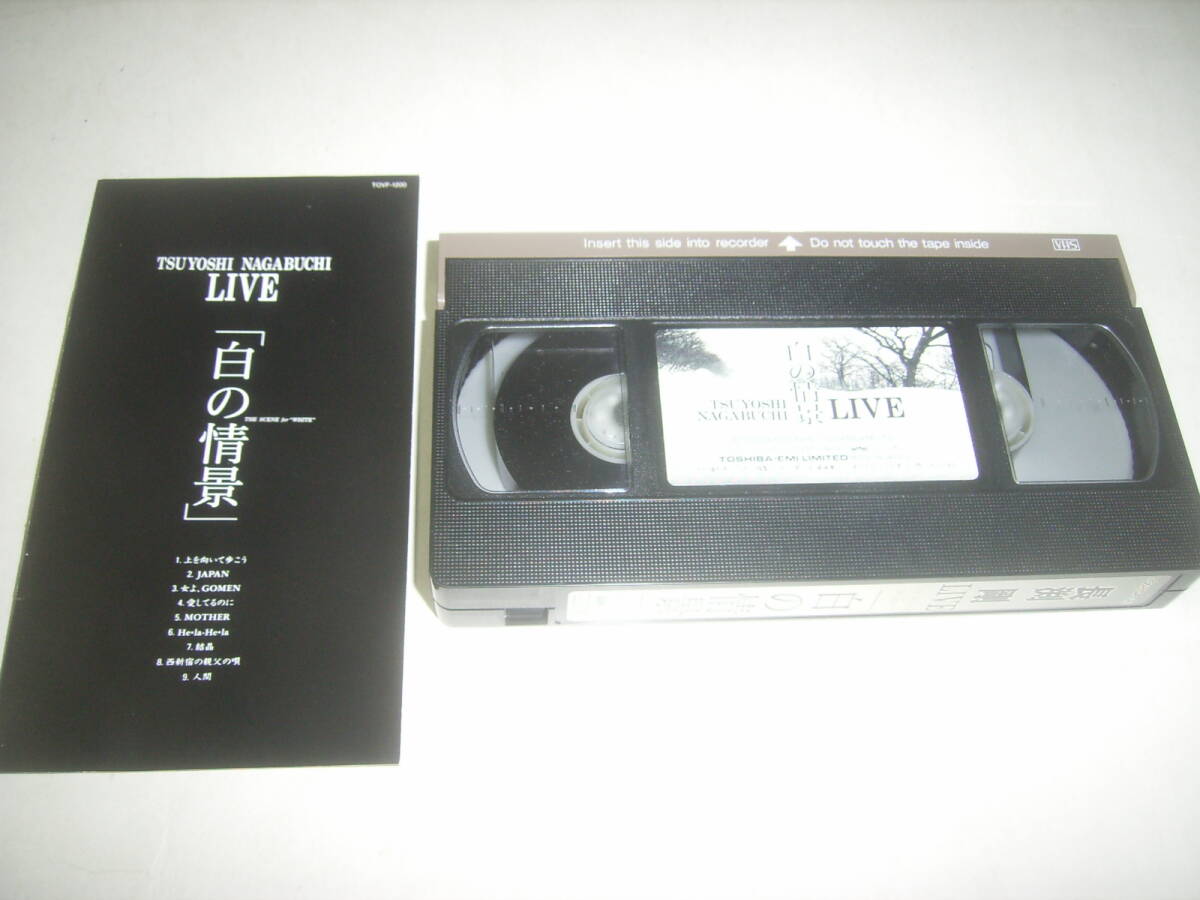 TOVF-1200
TSUYOSHI NAGABUCHI
LIVE
「白の情景」
THE SCENE for "WHITE"
1. 上を向いて歩こう
2. JAPAN
3. 女よ、GOMEN
4. 愛してるのに
5. MOTHER
6. He-la-He-la
7. 結晶
8. 西新宿の親父の唄
9. 人間
Insert this side into recorder Do not touch the tape inside
VHS
白の情景
TSUYOSHI
NAGABUCHI
LIVE
TOSHIBA-EMI LIMITED
長渕 剛
LIVE
白の情景